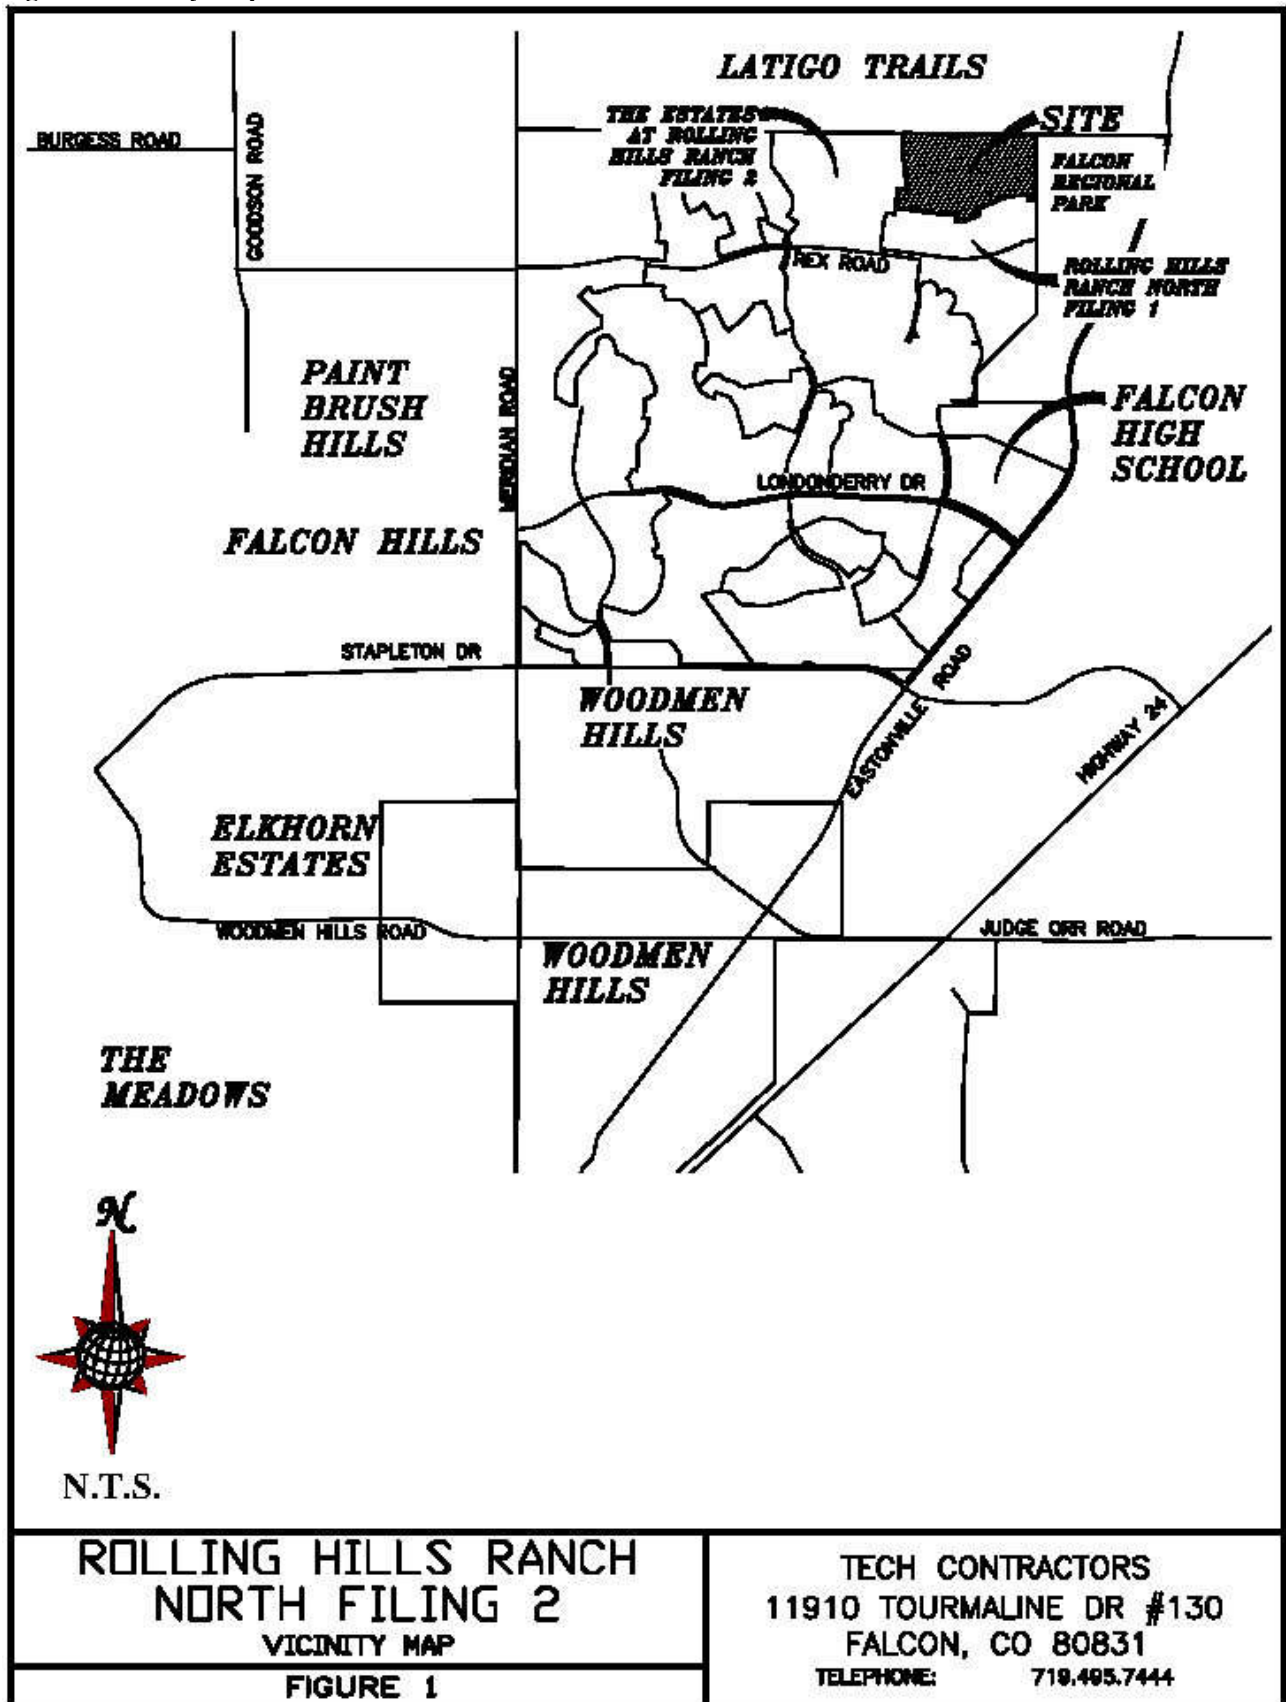 LATIGO TRAILS
THE ESTATES
AT ROLLING
HILLS RANCH
FILING 2
SITE
BURGESS ROAD
GOODSON ROAD
FALCON
REGIONAL
PARK
REX ROAD
ROLLING HILLS
RANCH NORTH
FILING 1
PAINT
BRUSH
HILLS
MERIDIAN ROAD
FALCON
HIGH
SCHOOL
LONDONDERRY DR
FALCON HILLS
STAPLETON DR
WOODMEN
HILLS
EASTONVILLE ROAD
HIGHWAY 24
ELKHORN
ESTATES
WOODMEN HILLS ROAD
JUDGE ORR ROAD
WOODMEN
HILLS
THE
MEADOWS
N
N.T.S.
ROLLING HILLS RANCH
NORTH FILING 2
VICINITY MAP
FIGURE 1
TECH CONTRACTORS
11910 TOURMALINE DR #130
FALCON, CO 80831
TELEPHONE: 719.495.7444